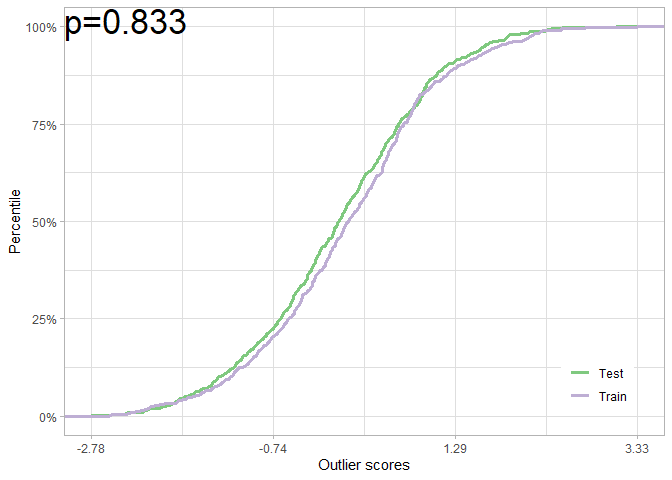 p=0.833
100%
75%
50%
25%
0%
Percentile
Test
Train
-2.78
-0.74
1.29
3.33
Outlier scores